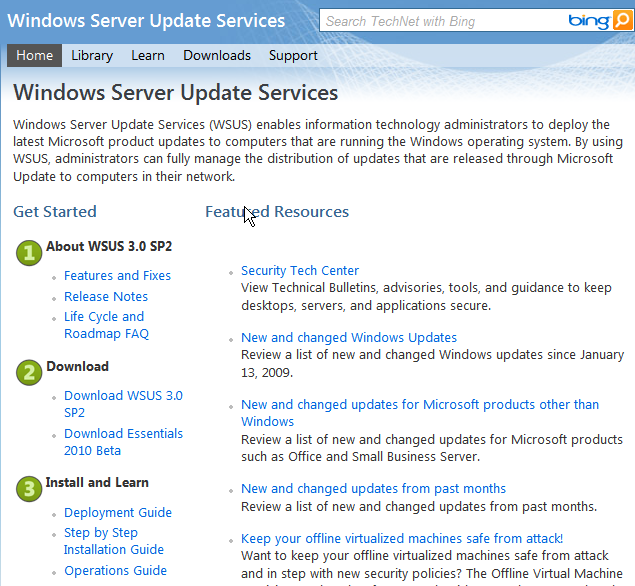 Windows Server Update Services
Search TechNet with Bing
bing
Home Library Learn Downloads Support
Windows Server Update Services
Windows Server Update Services (WSUS) enables information technology administrators to deploy the
latest Microsoft product updates to computers that are running the Windows operating system. By using
WSUS, administrators can fully manage the distribution of updates that are released through Microsoft
Update to computers in their network.
Get Started
1 About WSUS 3.0 SP2
Features and Fixes
Release Notes
Life Cycle and
Roadmap FAQ
2 Download
Download WSUS 3.0
SP2
Download Essentials
2010 Beta
3 Install and Learn
Deployment Guide
Step by Step
Installation Guide
Operations Guide
Featured Resources
Security Tech Center
View Technical Bulletins, advisories, tools, and guidance to keep
desktops, servers, and applications secure.
New and changed Windows Updates
Review a list of new and changed Windows updates since January
13, 2009.
New and changed updates for Microsoft products other than
Windows
Review a list of new and changed updates for Microsoft products
such as Office and Small Business Server.
New and changed updates from past months
Review a list of new and changed updates from past months.
Keep your offline virtualized machines safe from attack!
Want to keep your offline virtualized machines safe from attack
and in step with new security policies? The Offline Virtual Machine